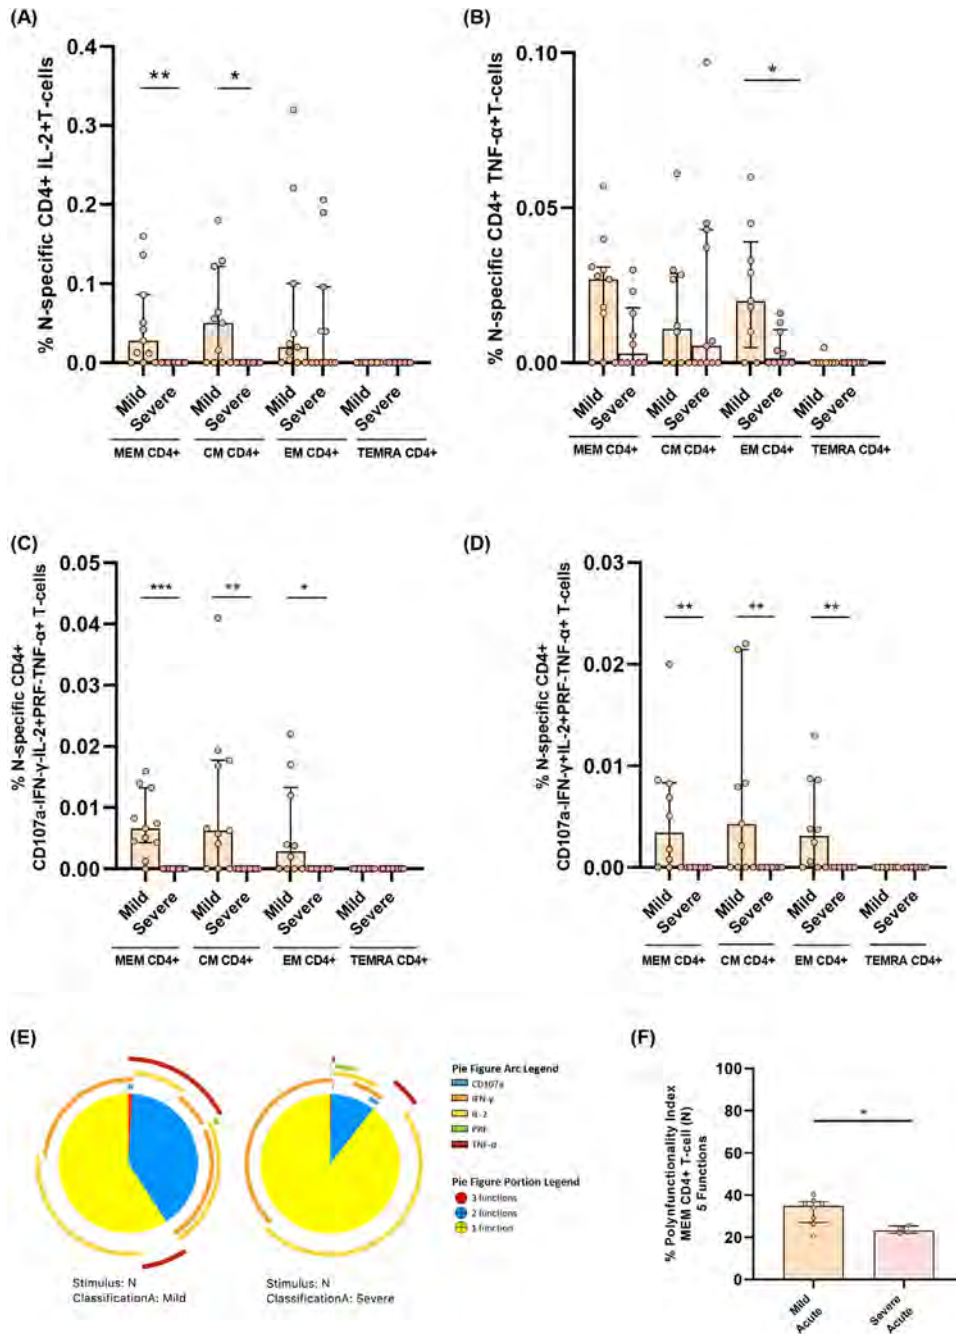 (A)
% N-specific CD4+ IL-2+T-cells
0.4
0.3
0.2
0.1
0.0
**
*
Mild
Severe
Mild
Severe
Mild
Severe
Mild
Severe
MEM CD4+
CM CD4+
EM CD4+
TEMRA CD4+
(B)
% N-specific CD4+ TNF-α+T-cells
0.10
0.05
0.00
*
Mild
Severe
Mild
Severe
Mild
Severe
Mild
Severe
MEM CD4+
CM CD4+
EM CD4+
TEMRA CD4+
(C)
% N-specific CD4+
CD107a-IFN-γ-IL-2+PRF-TNF-α+ T-cells
0.05
0.04
0.03
0.02
0.01
0.00
***
**
*
Mild
Severe
Mild
Severe
Mild
Severe
Mild
Severe
MEM CD4+
CM CD4+
EM CD4+
TEMRA CD4+
(D)
% N-specific CD4+
CD107a-IFN-γ+IL-2+PRF-TNF-α+ T-cells
0.03
0.02
0.01
0.00
**
**
**
Mild
Severe
Mild
Severe
Mild
Severe
Mild
Severe
MEM CD4+
CM CD4+
EM CD4+
TEMRA CD4+
(E)
Stimulus: N
ClassificationA: Mild
Stimulus: N
ClassificationA: Severe
Pie Figure Arc Legend
CD107a
IFN-γ
IL-2
PRF
TNF-α
Pie Figure Portion Legend
3 functions
2 functions
1 function
(F)
% Polynfunctionality Index
MEM CD4+ T-cell (N)
5 Functions
100
80
60
40
20
0
*
Mild
Acute
Severe
Acute